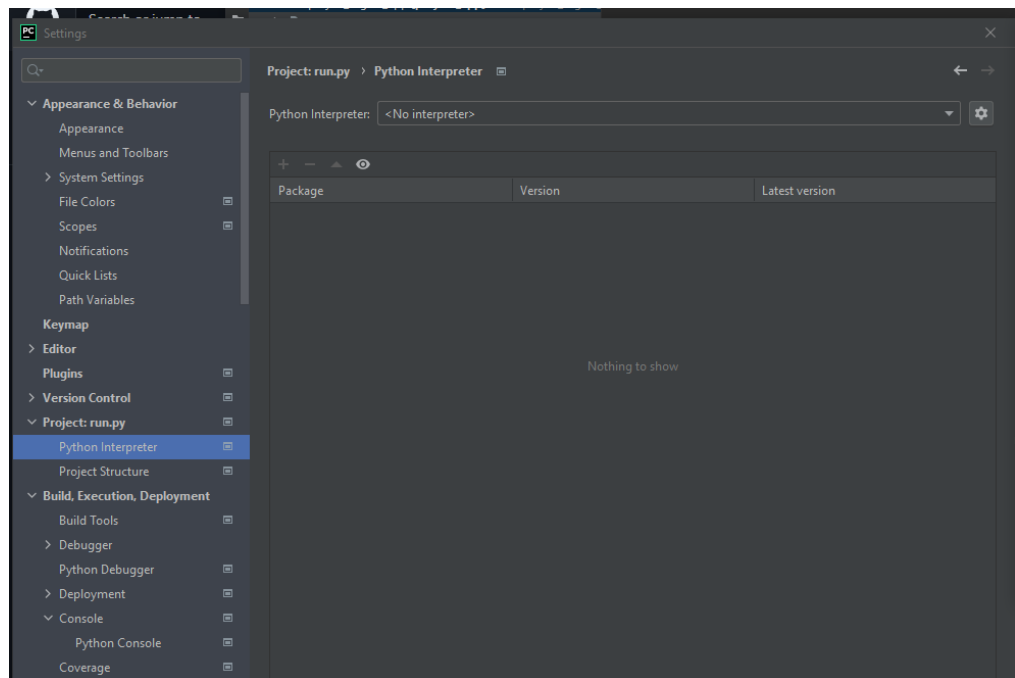 PC Settings
Project: run.py > Python Interpreter
Python Interpreter: <No interpreter>
Package Version Latest version
Nothing to show
Appearance & Behavior
Appearance
Menus and Toolbars
System Settings
File Colors
Scopes
Notifications
Quick Lists
Path Variables
Keymap
Editor
Plugins
Version Control
Project: run.py
Python Interpreter
Project Structure
Build, Execution, Deployment
Build Tools
Debugger
Python Debugger
Deployment
Console
Python Console
Coverage